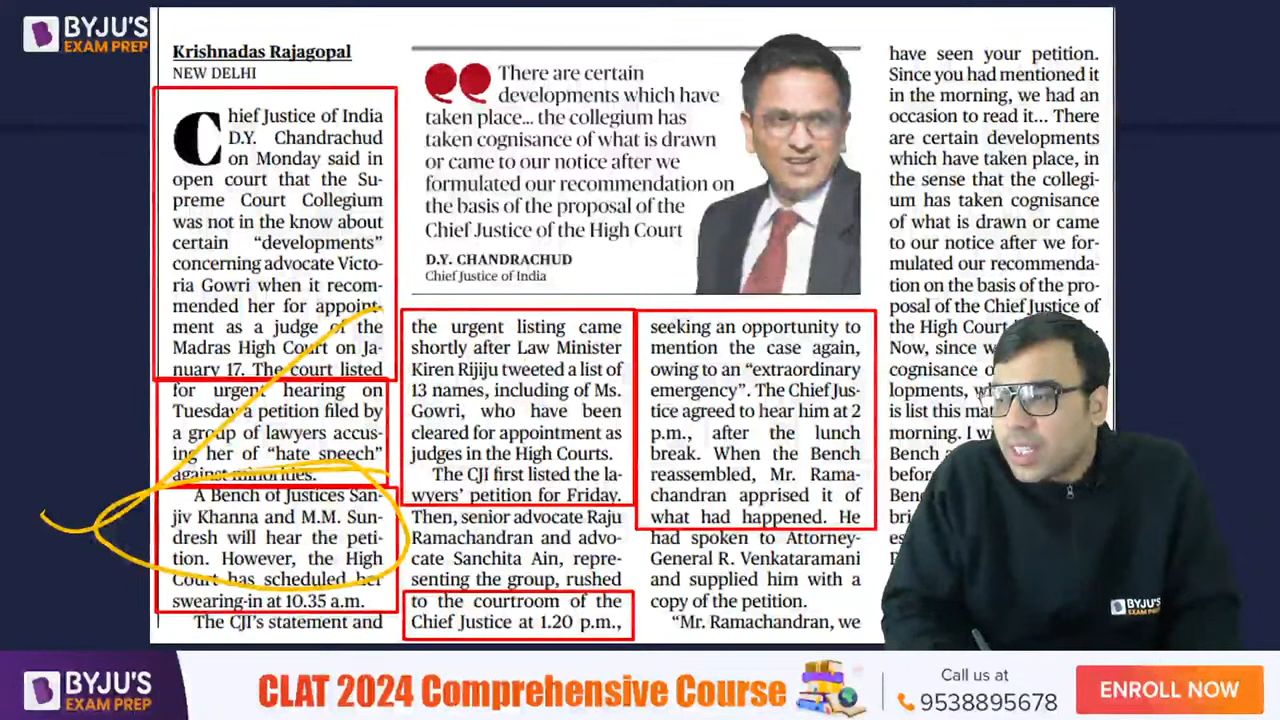 BYJU'S
EXAM PREP
Krishnadas Rajagopal
NEW DELHI
Chief Justice of India
D.Y. Chandrachud
on Monday said in
open court that the Su-
preme Court Collegium
was not in the know about
certain “developments”
concerning advocate Victo-
ria Gowri when it recom-
mended her for appoint-
ment as a judge of the
Madras High Court on Ja-
nuary 17. The court listed
for urgent hearing on
Tuesday a petition filed by
a group of lawyers accus-
ing her of “hate speech”
against minorities.
A Bench of Justices San-
jiv Khanna and M.M. Sun-
dresh will hear the peti-
tion. However, the High
Court has scheduled her
swearing-in at 10.35 a.m.
The CJI’s statement and
There are certain
developments which have
taken place... the collegium has
taken cognisance of what is drawn
or came to our notice after we
formulated our recommendation on
the basis of the proposal of the
Chief Justice of the High Court
D.Y. CHANDRACHUD
Chief Justice of India
the urgent listing came
shortly after Law Minister
Kiren Rijiju tweeted a list of
13 names, including of Ms.
Gowri, who have been
cleared for appointment as
judges in the High Courts.
The CJI first listed the la-
wyers’ petition for Friday.
Then, senior advocate Raju
Ramachandran and advo-
cate Sanchita Ain, repre-
senting the group, rushed
to the courtroom of the
Chief Justice at 1.20 p.m.,
seeking an opportunity to
mention the case again,
owing to an “extraordinary
emergency”. The Chief Jus-
tice agreed to hear him at 2
p.m., after the lunch
break. When the Bench
reassembled, Mr. Rama-
chandran apprised it of
what had happened. He
had spoken to Attorney-
General R. Venkataramani
and supplied him with a
copy of the petition.
“Mr. Ramachandran, we
have seen your petition.
Since you had mentioned it
in the morning, we had an
occasion to read it... There
are certain developments
which have taken place, in
the sense that the collegi-
um has taken cognisance
of what is drawn or came
to our notice after we for-
mulated our recommenda-
tion on the basis of the pro-
posal of the Chief Justice of
the High Court
Now, since
cognisance
lopments,
is list this
morning. I
Bench
BYJU'S
BYJU'S
EXAM PREP
CLAT 2024 Comprehensive Course
Call us at
9538895678
ENROLL NOW